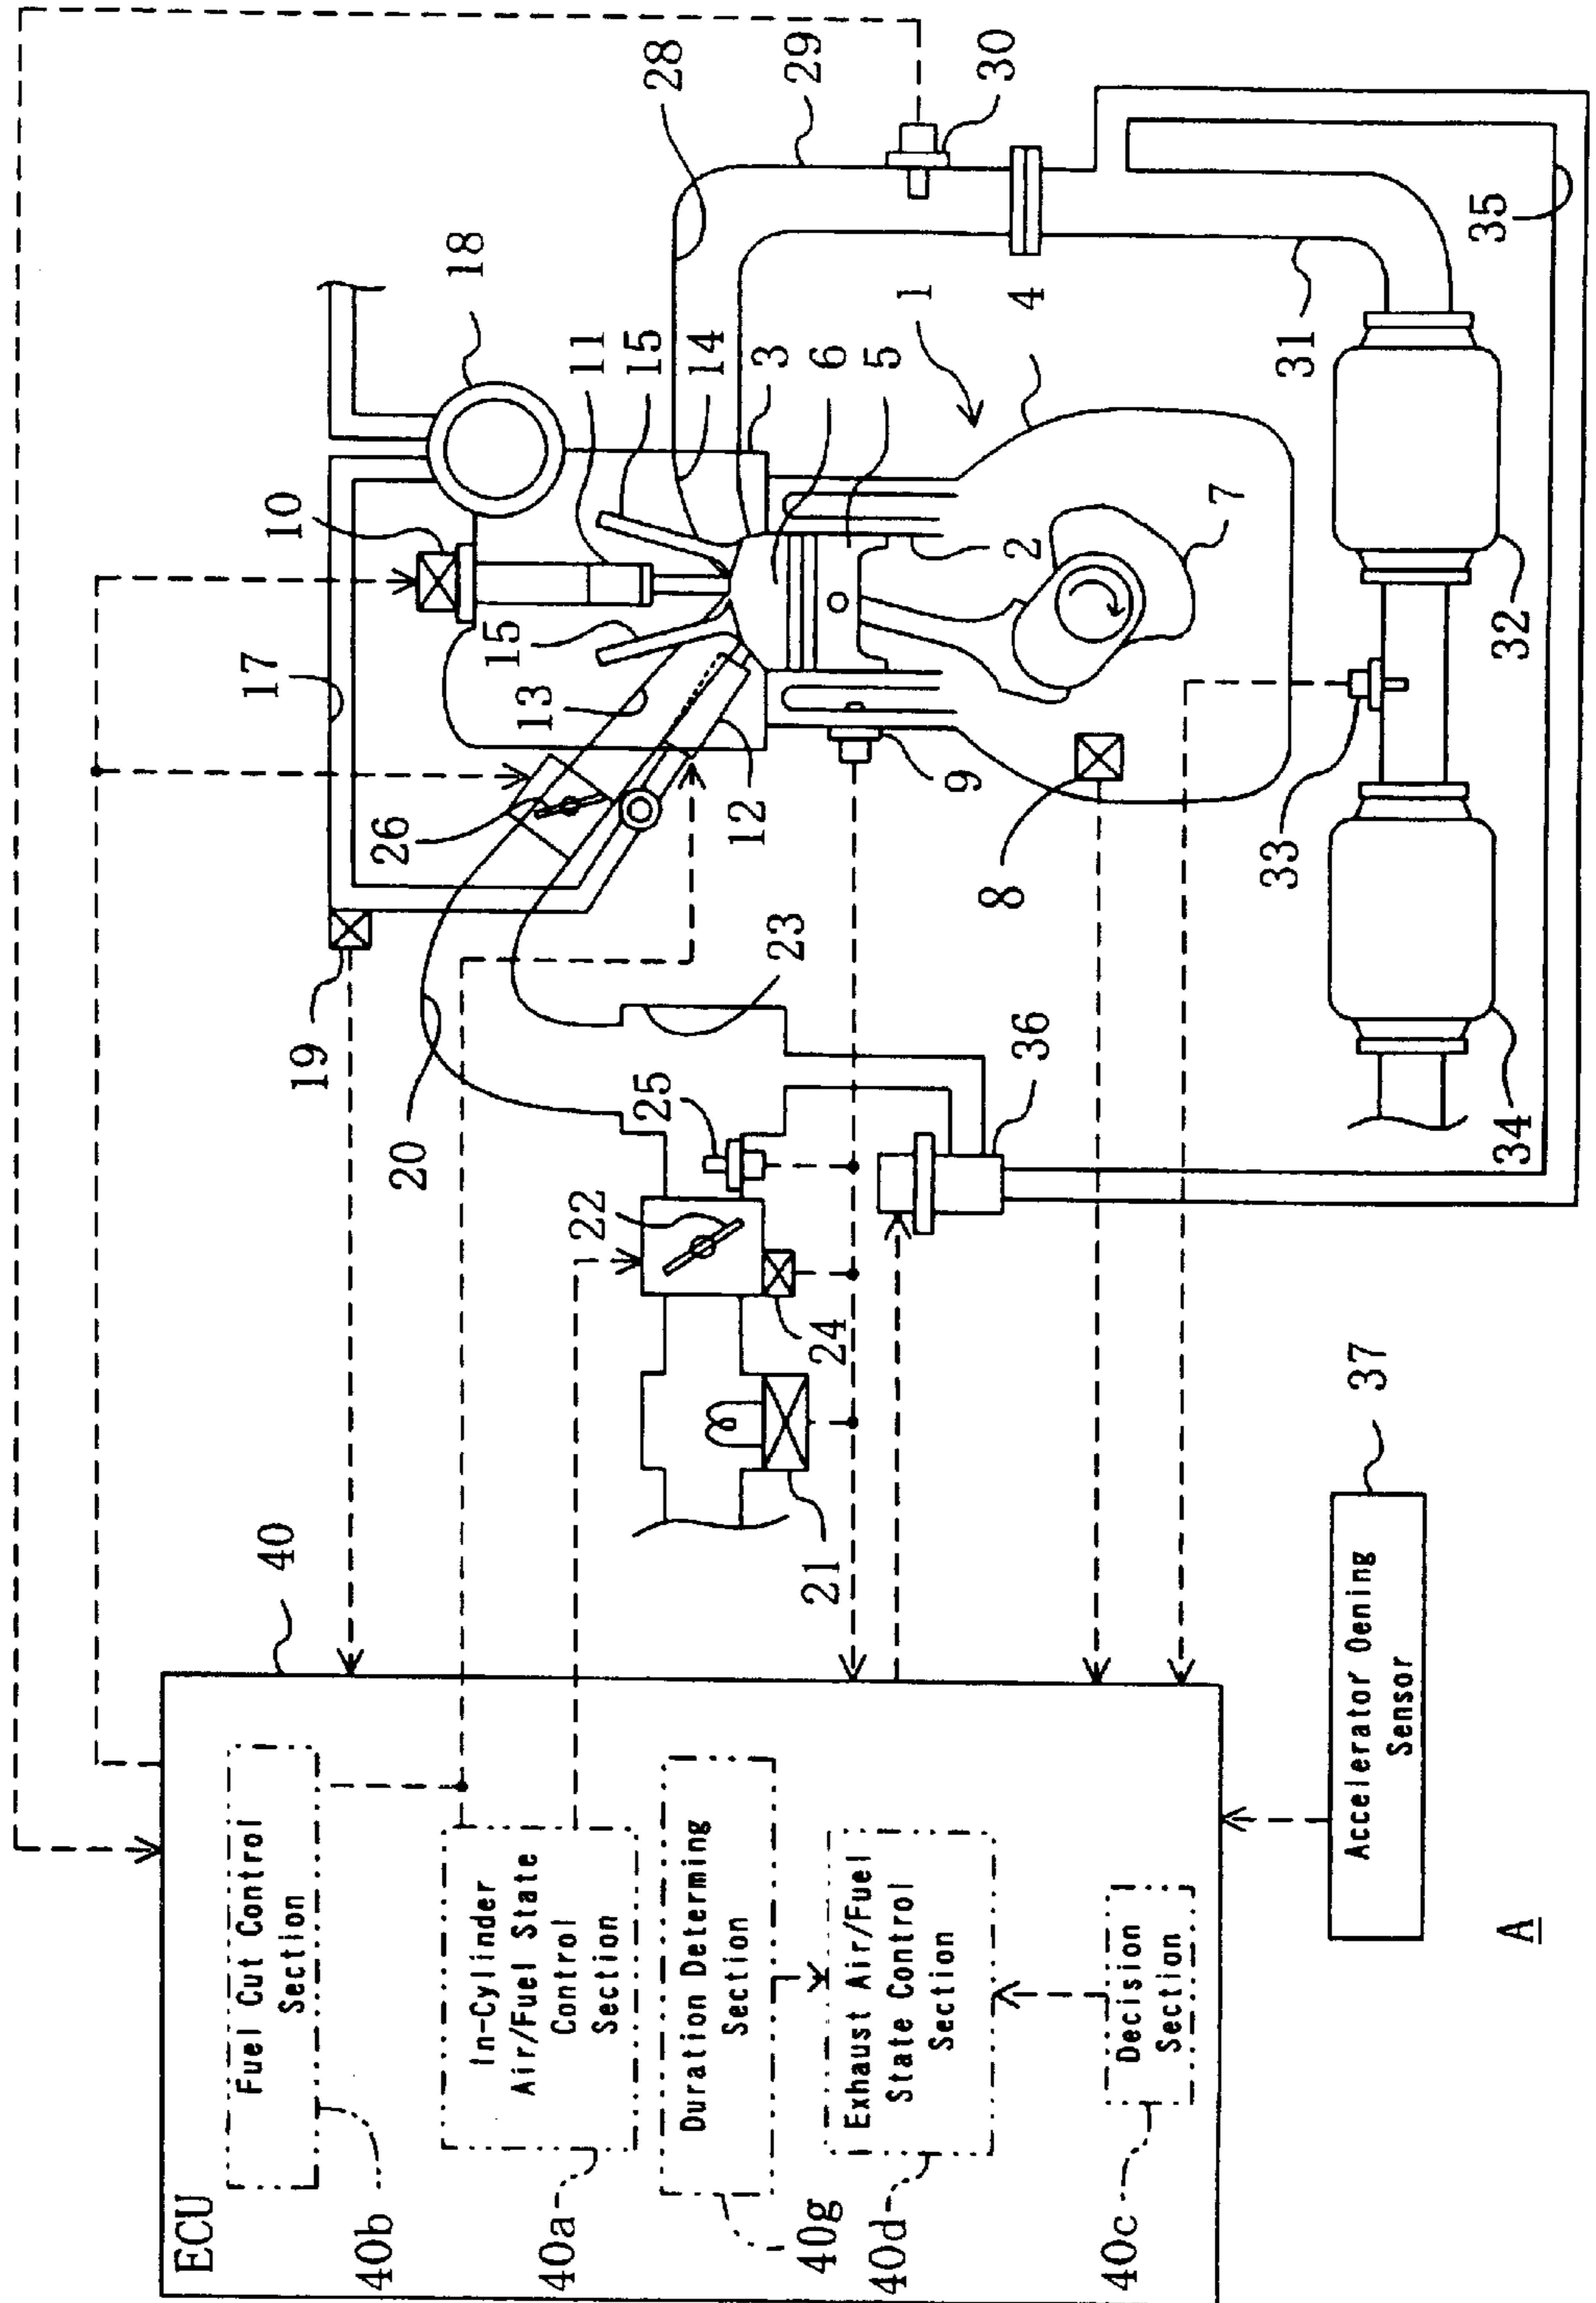 ECU
40
Fuel Cut Control
Section
40b
In-Cylinder
Air/Fuel State
Control
Section
40a
Duration Determing
Section
40g
Exhaust Air/Fuel
State Control
Section
40d
Decision
Section
40c
Accelerator Oening
Sensor
37
A
17
10
18
19
20
26
15
13
11
15
14
3
6
5
1
4
28
29
30
12
9
2
7
8
23
25
22
24
21
36
33
34
32
31
35